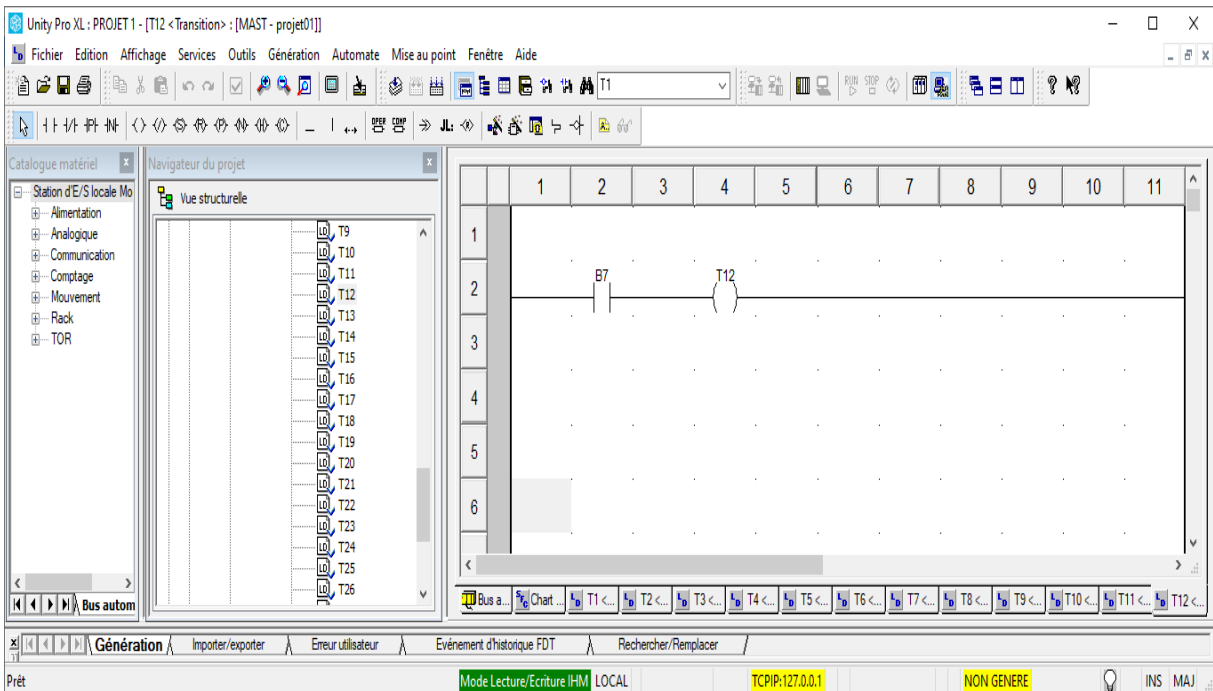 Unity Pro XL : PROJET 1 - [T12 <Transition> : [MAST - projet01]]
Fichier Edition Affichage Services Outils Génération Automate Mise au point Fenêtre Aide
T1
RUN STOP
OPER COMP
Catalogue matériel
Station d'E/S locale Mo
Alimentation
Analogique
Communication
Comptage
Mouvement
Rack
TOR
Bus autom
Navigateur du projet
Vue structurelle
T9
T10
T11
T12
T13
T14
T15
T16
T17
T18
T19
T20
T21
T22
T23
T24
T25
T26
1 2 3 4 5 6 7 8 9 10 11
1
B7 T12
2
3
4
5
6
Bus a... Chart ... T1 <... T2 <... T3 <... T4 <... T5 <... T6 <... T7 <... T8 <... T9 <... T10 <... T11 <... T12 <...
Génération Importer/exporter Erreur utilisateur Evénement d'historique FDT Rechercher/Remplacer
Prêt Mode Lecture/Ecriture IHM LOCAL TCPIP:127.0.0.1 NON GENERE INS MAJ